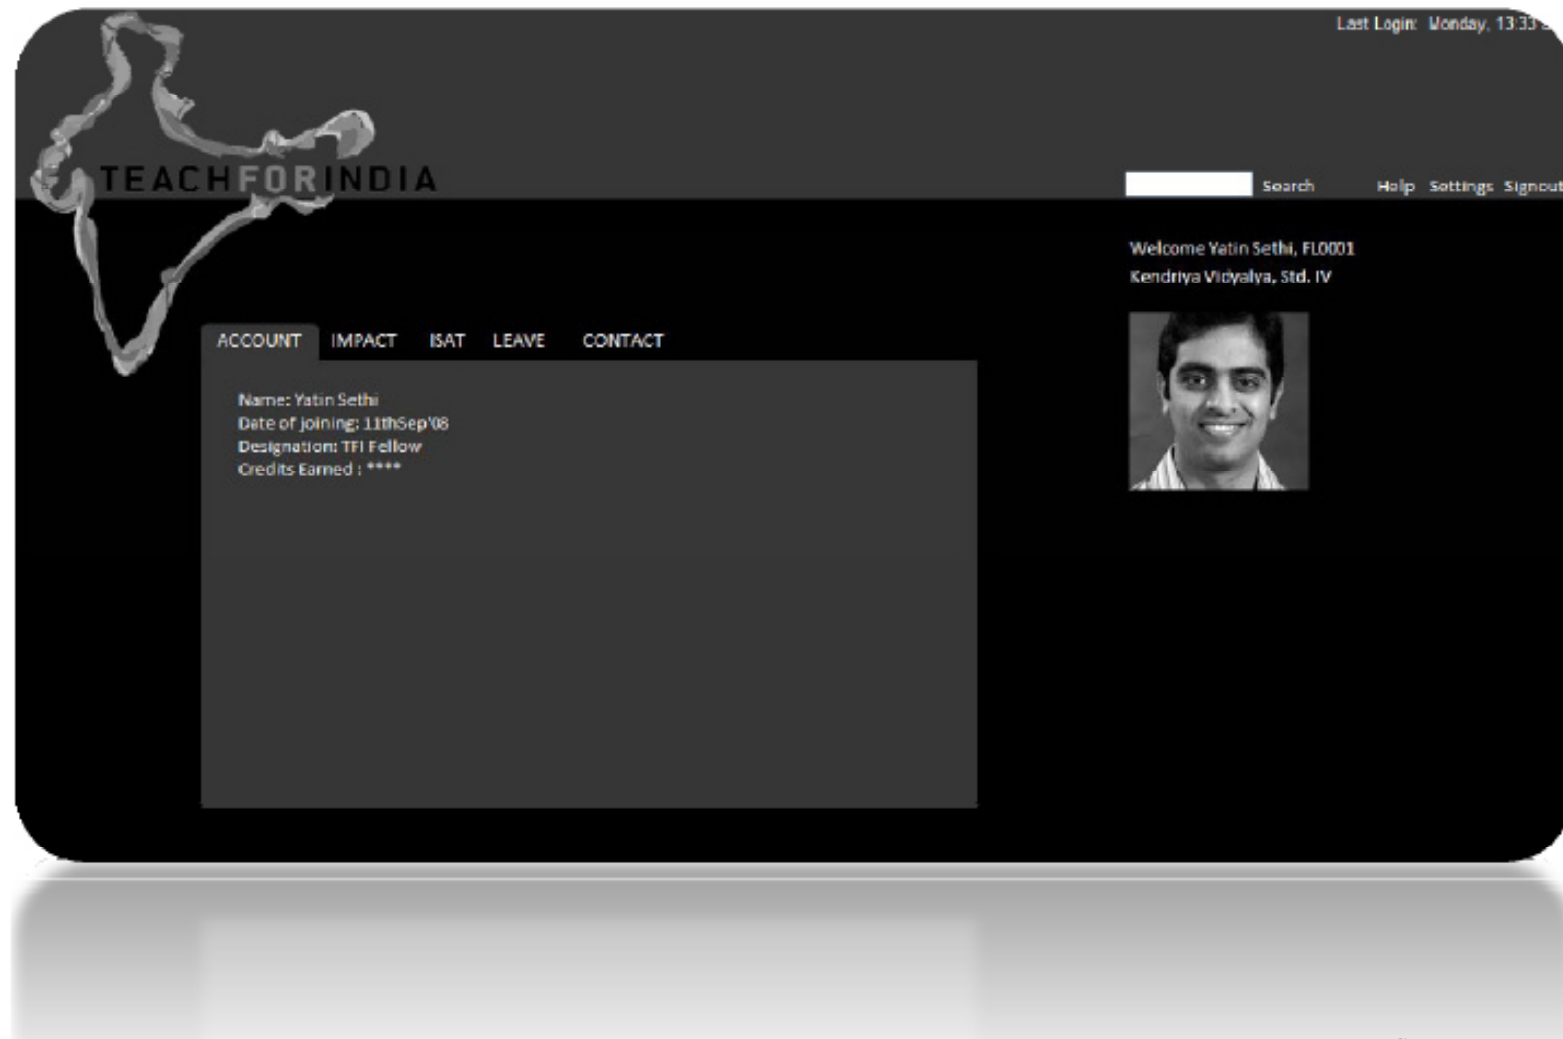 Last Login: Monday, 13:33
TEACHFORINDIA
Search Help Settings Signout
Welcome Yatin Sethi, FL0001
Kendriya Vidyalya, Std. IV
ACCOUNT IMPACT ISAT LEAVE CONTACT
Name: Yatin Sethi
Date of joining: 11thSep'08
Designation: TFI Fellow
Credits Earned : ****